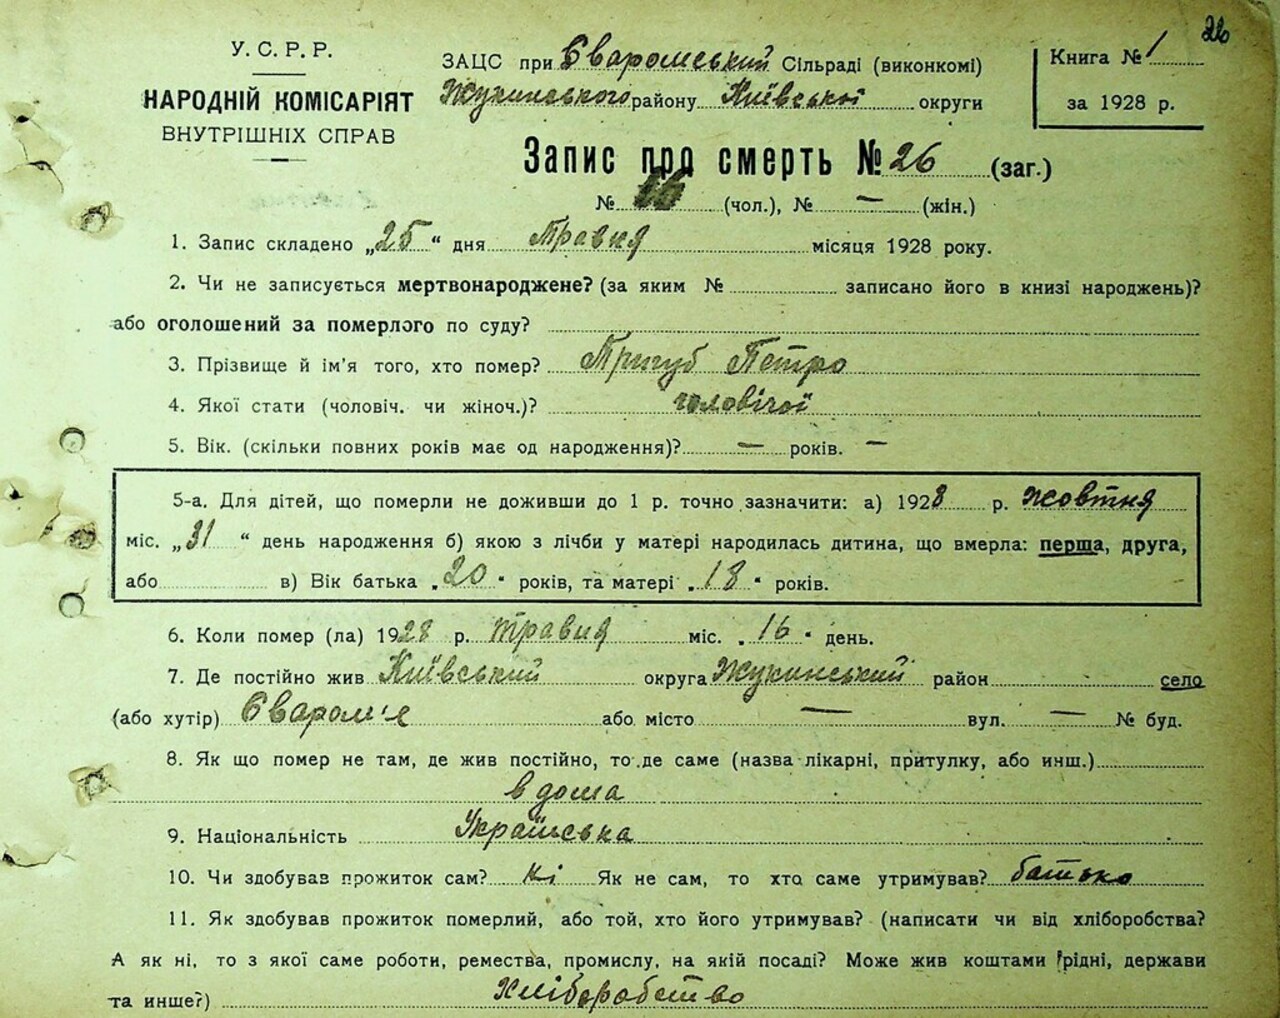 26
У. С. Р. Р.
НАРОДНІЙ КОМІСАРІЯТ
ВНУТРІШНІХ СПРАВ
ЗАЦС при Єваромський Сільраді (виконкомі)
Жукинського району Київської округи
Книга № 1
за 1928 р.
Запис про смерть № 26 (заг.)
№ 16 (чол.), № — (жін.)
1. Запис складено „25“ дня Травня місяця 1928 року.
2. Чи не записується мертвонароджене? (за яким № записано його в книзі народжень)?
або оголошений за померлого по суду?
3. Прізвище й ім'я того, хто помер? Пригуб Петро
4. Якої стати (чоловіч. чи жіноч.)? чоловічої
5. Вік. (скільки повних років має од народження)? — років. —
5-а. Для дітей, що померли не доживши до 1 р. точно зазначити: а) 1928 р. жовтня
міс. „31“ день народження б) якою з лічби у матері народилась дитина, що вмерла: перша, друга,
або в) Вік батька „20“ років, та матері „18“ років.
6. Коли помер (ла) 1928 р. травня міс. „16“ день.
7. Де постійно жив Київський округа Жукинський район село
(або хутір) Єваром'я або місто — вул. — № буд.
8. Як що помер не там, де жив постійно, то де саме (назва лікарні, притулку, або инш.)
в дома
9. Національність Українська
10. Чи здобував прожиток сам? ні Як не сам, то хто саме утримував? батько
11. Як здобував прожиток померлий, або той, хто його утримував? (написати чи від хліборобства?
А як ні, то з якої саме роботи, ремества, промислу, на якій посаді? Може жив коштами рідні, держави
та инше?) Хліборобство